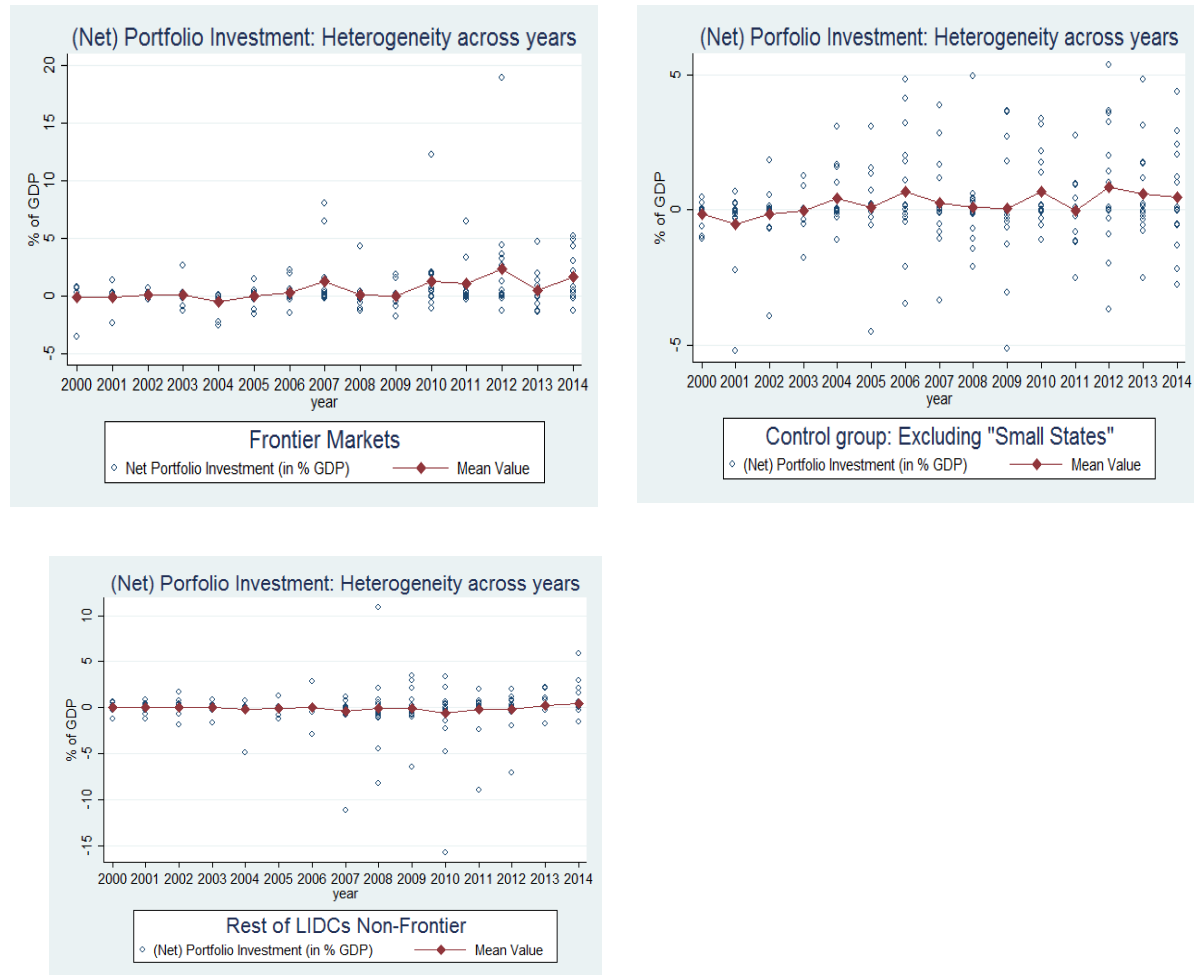 (Net) Portfolio Investment: Heterogeneity across years
% of GDP
20
15
10
5
0
-5
2000 2001 2002 2003 2004 2005 2006 2007 2008 2009 2010 2011 2012 2013 2014
year
Frontier Markets
Net Portfolio Investment (in % GDP) Mean Value
(Net) Porfolio Investment: Heterogeneity across years
% of GDP
5
0
-5
2000 2001 2002 2003 2004 2005 2006 2007 2008 2009 2010 2011 2012 2013 2014
year
Control group: Excluding "Small States"
(Net) Portfolio Investment (in % GDP) Mean Value
(Net) Porfolio Investment: Heterogeneity across years
% of GDP
10
5
0
-5
-10
-15
2000 2001 2002 2003 2004 2005 2006 2007 2008 2009 2010 2011 2012 2013 2014
year
Rest of LIDCs Non-Frontier
(Net) Portfolio Investment (in % GDP) Mean Value